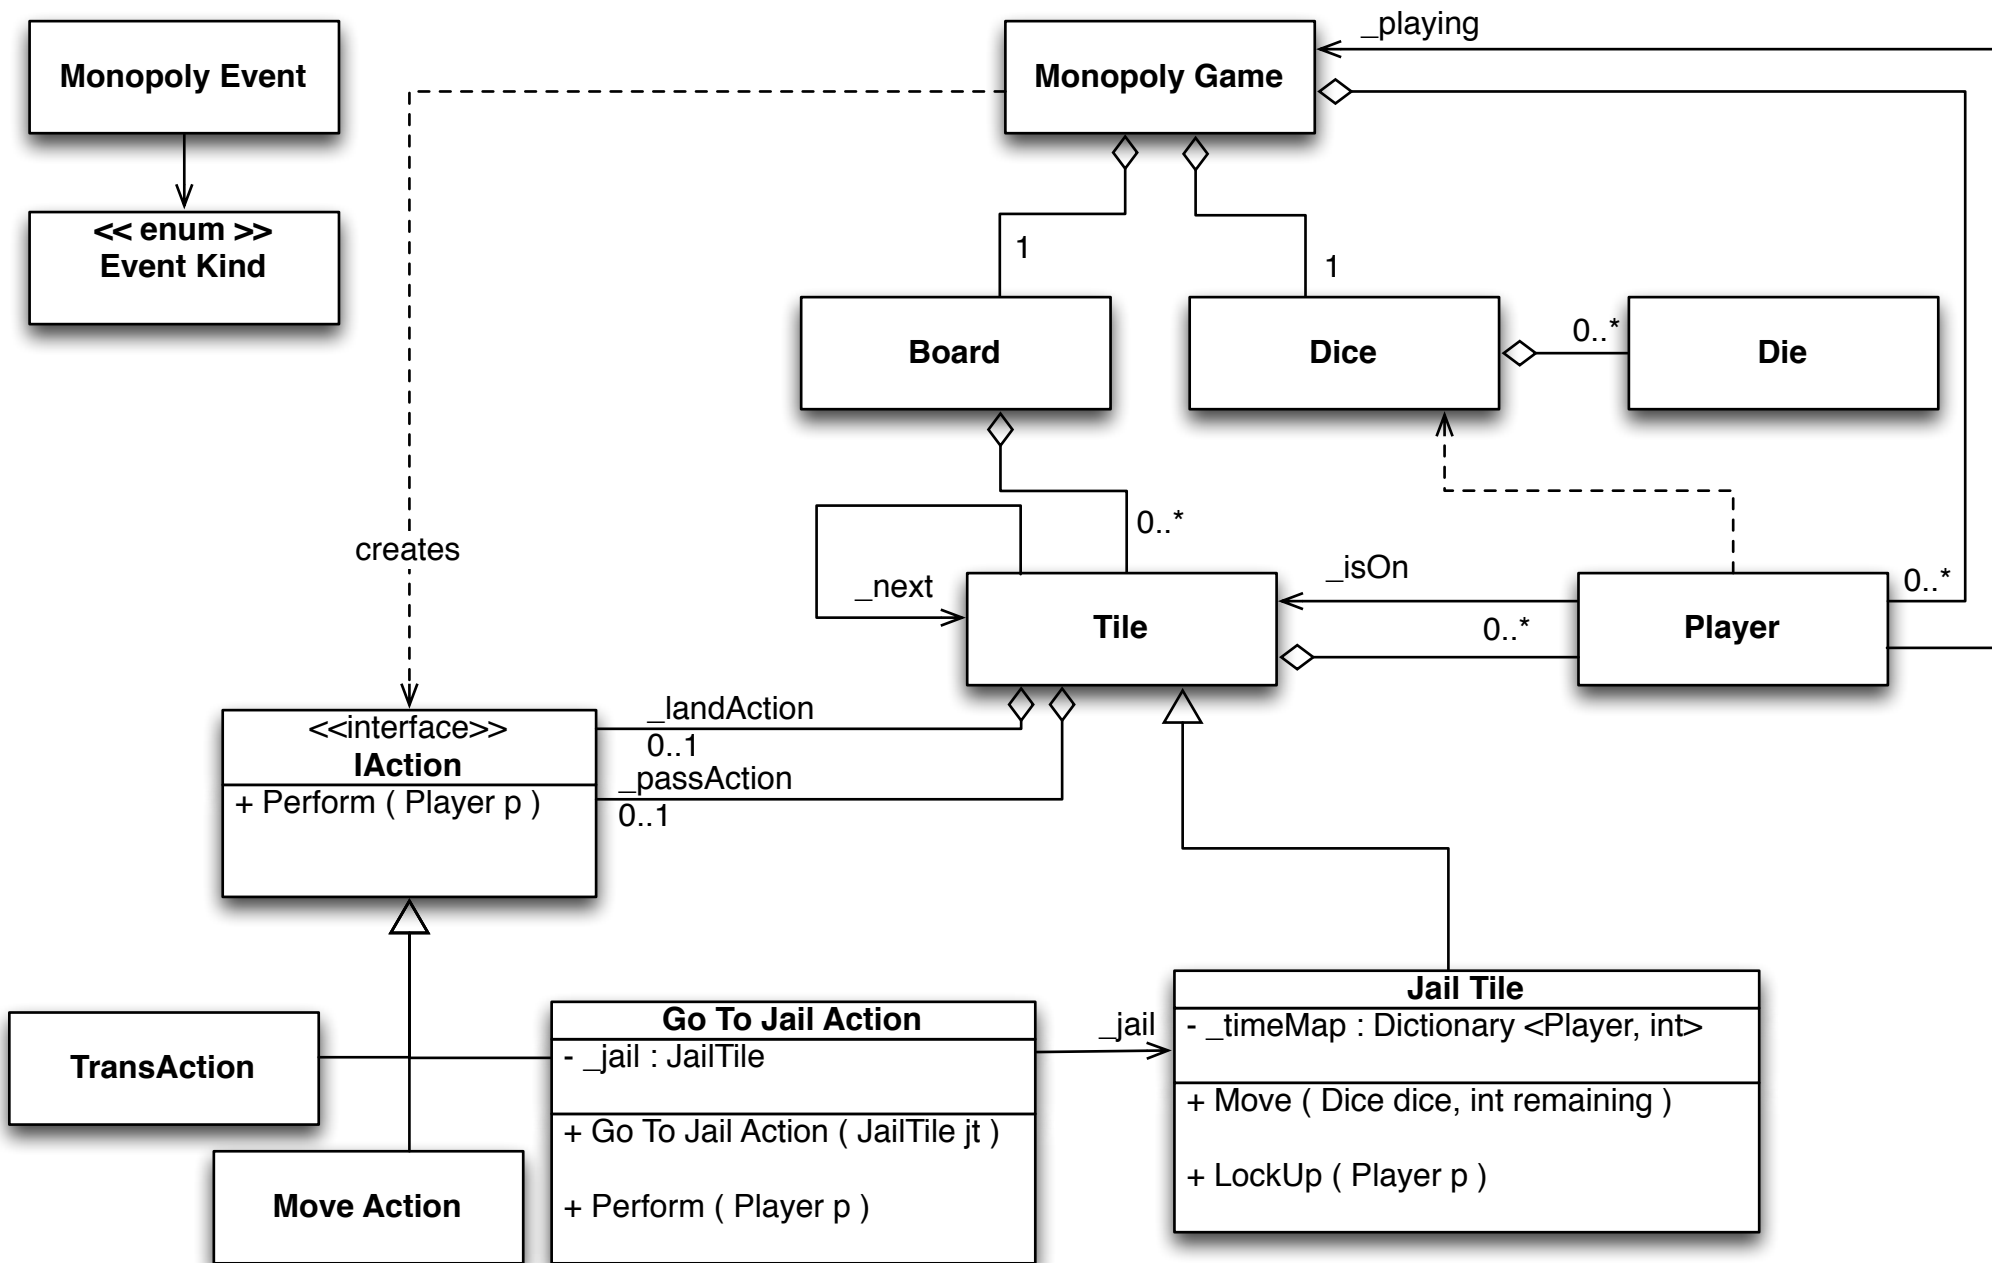 _playing
Monopoly Event
Monopoly Game
<< enum >>
Event Kind
1
1
Board
Dice
0..*
Die
0..*
creates
_next
_isOn
0..*
Tile
0..*
Player
_landAction
0..1
_passAction
0..1
<<interface>>
IAction
+ Perform ( Player p )
TransAction
Move Action
Go To Jail Action
- _jail : JailTile
+ Go To Jail Action ( JailTile jt )
+ Perform ( Player p )
_jail
Jail Tile
- _timeMap : Dictionary <Player, int>
+ Move ( Dice dice, int remaining )
+ LockUp ( Player p )